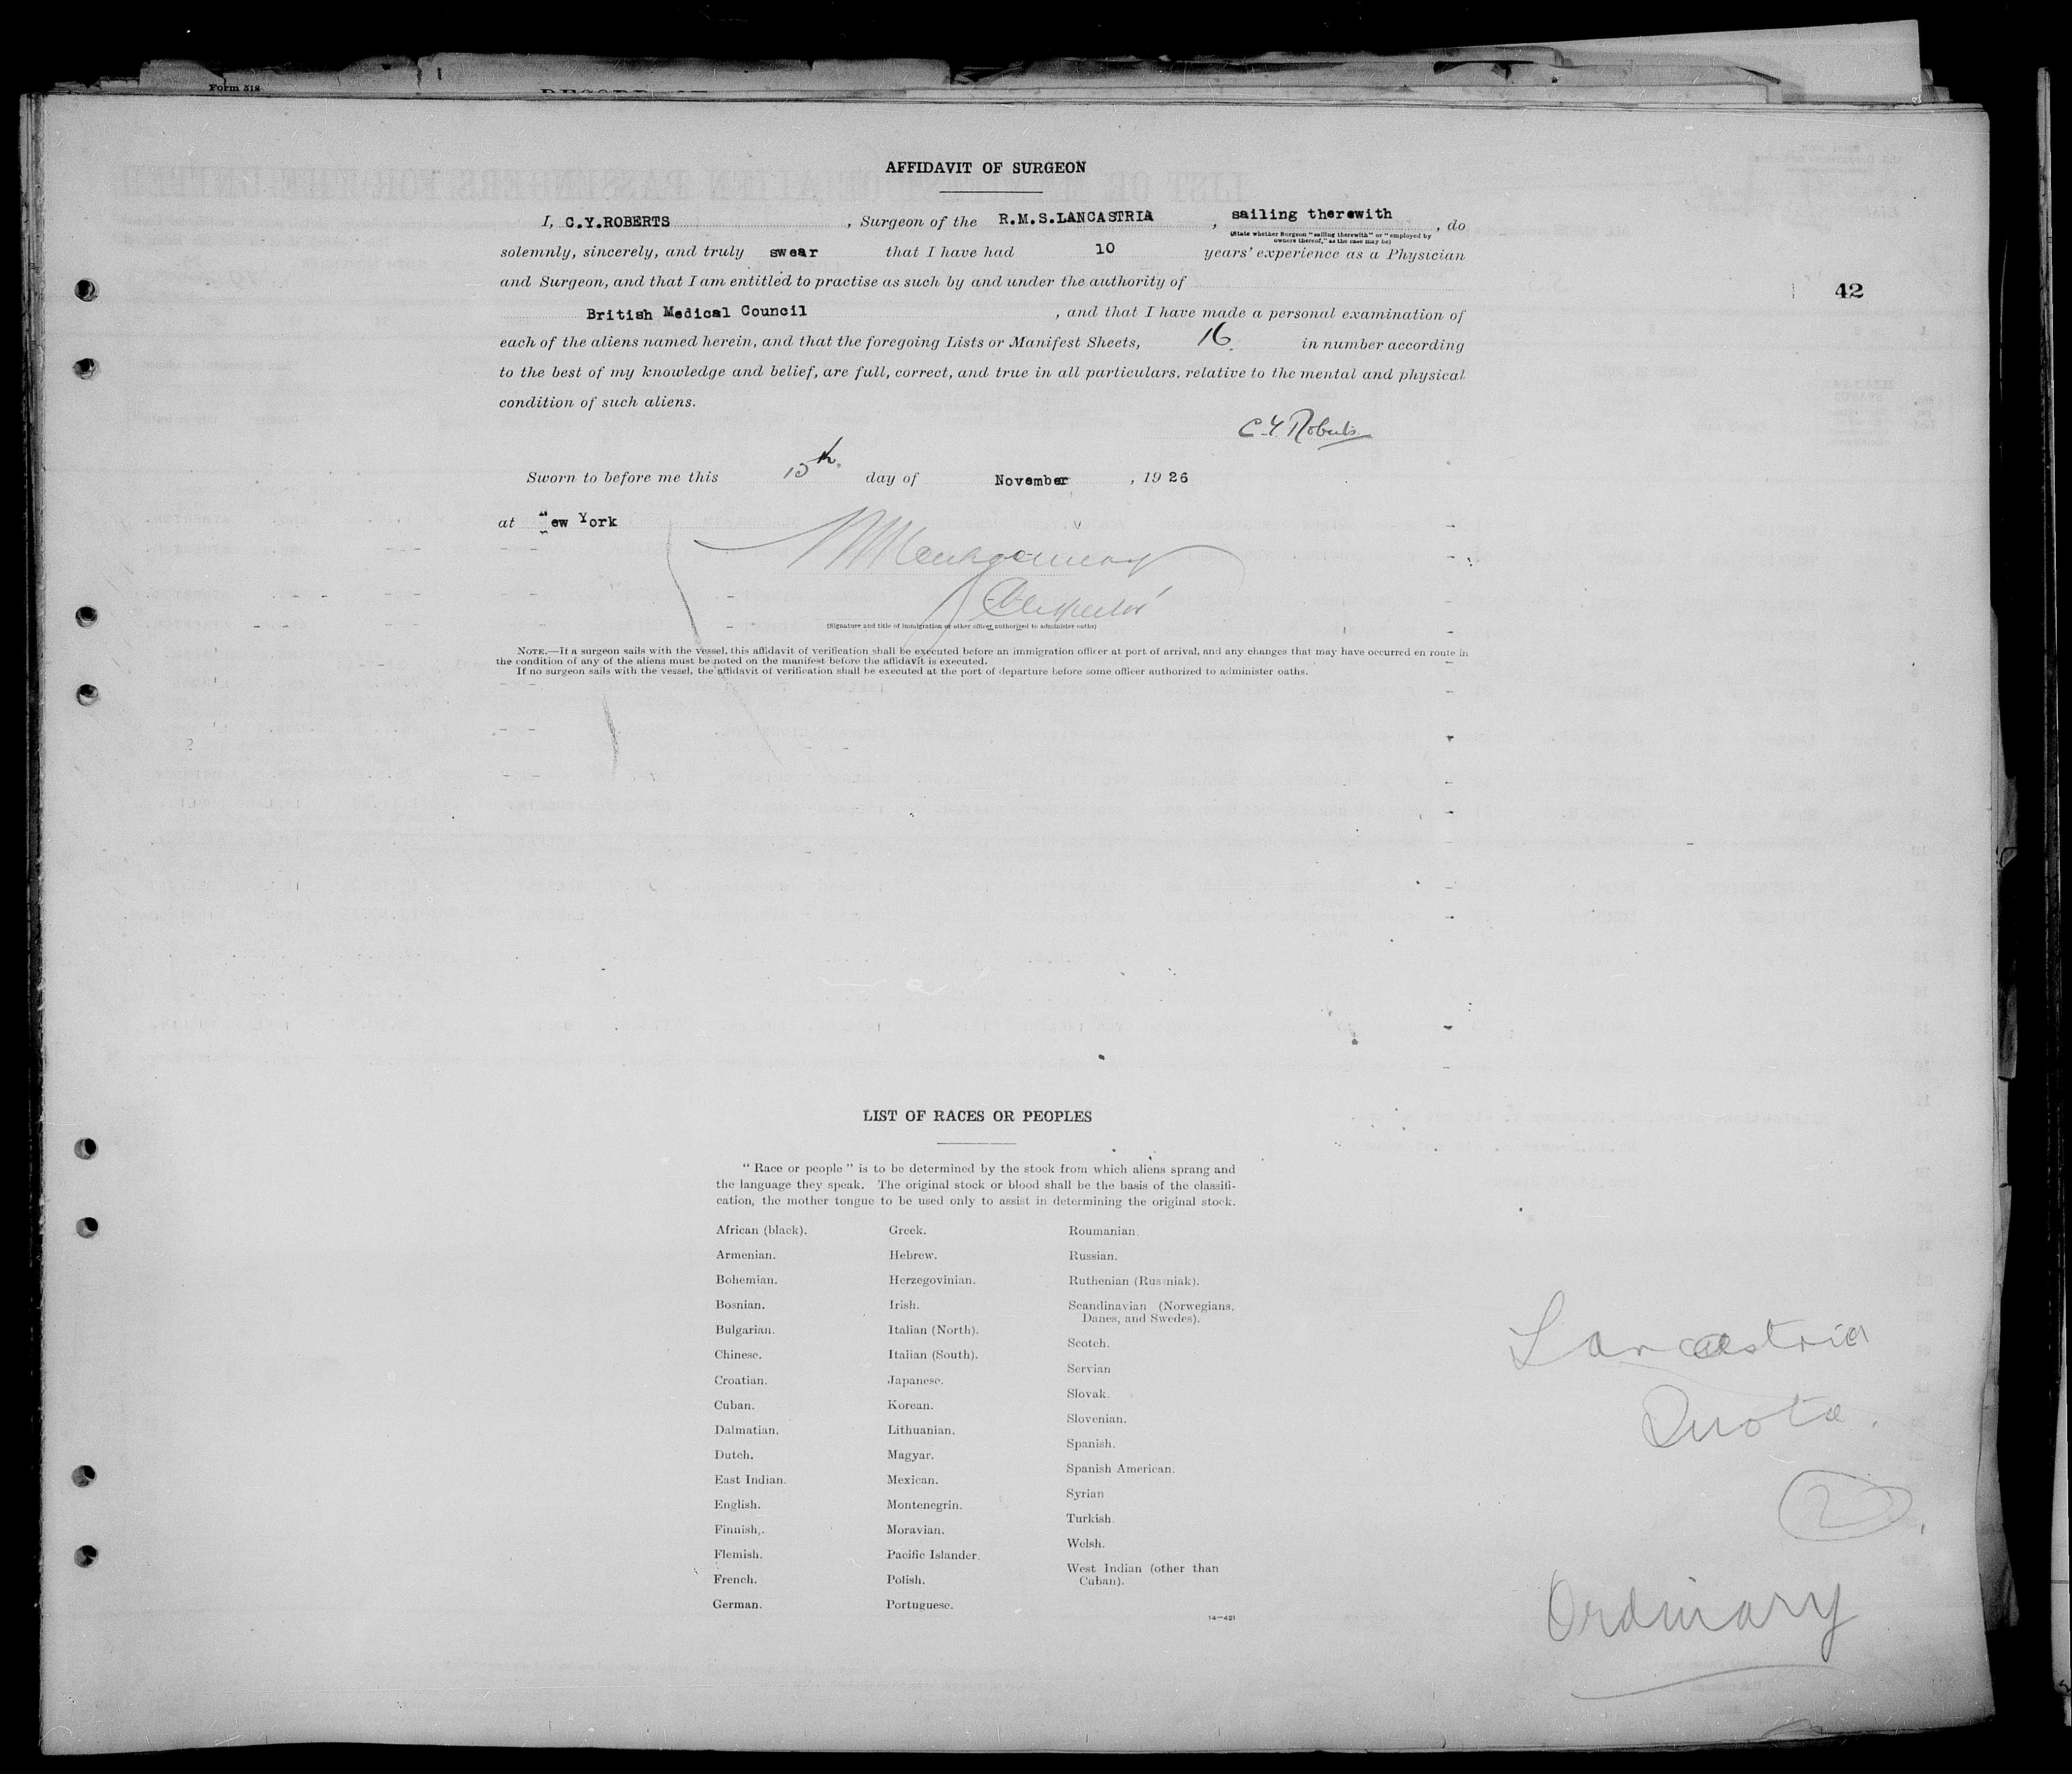 Form 518
AFFIDAVIT OF SURGEON
I, C.Y.ROBERTS , Surgeon of the R.M.S.LANCASTRIA , sailing therewith , do
(State whether Surgeon "sailing therewith" or "employed by
owners thereof," as the case may be)
solemnly, sincerely, and truly swear that I have had 10 years' experience as a Physician
and Surgeon, and that I am entitled to practise as such by and under the authority of
42
British Medical Council , and that I have made a personal examination of
each of the aliens named herein, and that the foregoing Lists or Manifest Sheets, 16 in number according
to the best of my knowledge and belief, are full, correct, and true in all particulars, relative to the mental and physical
condition of such aliens.
C Y Roberts
Sworn to before me this 15th day of November , 19 26
at New York
(Signature and title of immigration or other officer authorized to administer oaths)
NOTE.—If a surgeon sails with the vessel, this affidavit of verification shall be executed before an immigration officer at port of arrival, and any changes that may have occurred en route in
the condition of any of the aliens must be noted on the manifest before the affidavit is executed.
If no surgeon sails with the vessel, the affidavit of verification shall be executed at the port of departure before some officer authorized to administer oaths.
LIST OF RACES OR PEOPLES
"Race or people" is to be determined by the stock from which aliens sprang and
the language they speak. The original stock or blood shall be the basis of the classifi-
cation, the mother tongue to be used only to assist in determining the original stock.
African (black).
Armenian.
Bohemian.
Bosnian.
Bulgarian.
Chinese.
Croatian.
Cuban.
Dalmatian.
Dutch.
East Indian.
English.
Finnish.
Flemish.
French.
German.
Greek.
Hebrew.
Herzegovinian.
Irish.
Italian (North).
Italian (South).
Japanese.
Korean.
Lithuanian.
Magyar.
Mexican.
Montenegrin.
Moravian.
Pacific Islander.
Polish.
Portuguese.
Roumanian.
Russian.
Ruthenian (Russniak).
Scandinavian (Norwegians,
Danes, and Swedes).
Scotch.
Servian
Slovak.
Slovenian.
Spanish.
Spanish American.
Syrian
Turkish.
Welsh.
West Indian (other than
Cuban).
14—421
Lancastria
Quota.
2
Ordinary